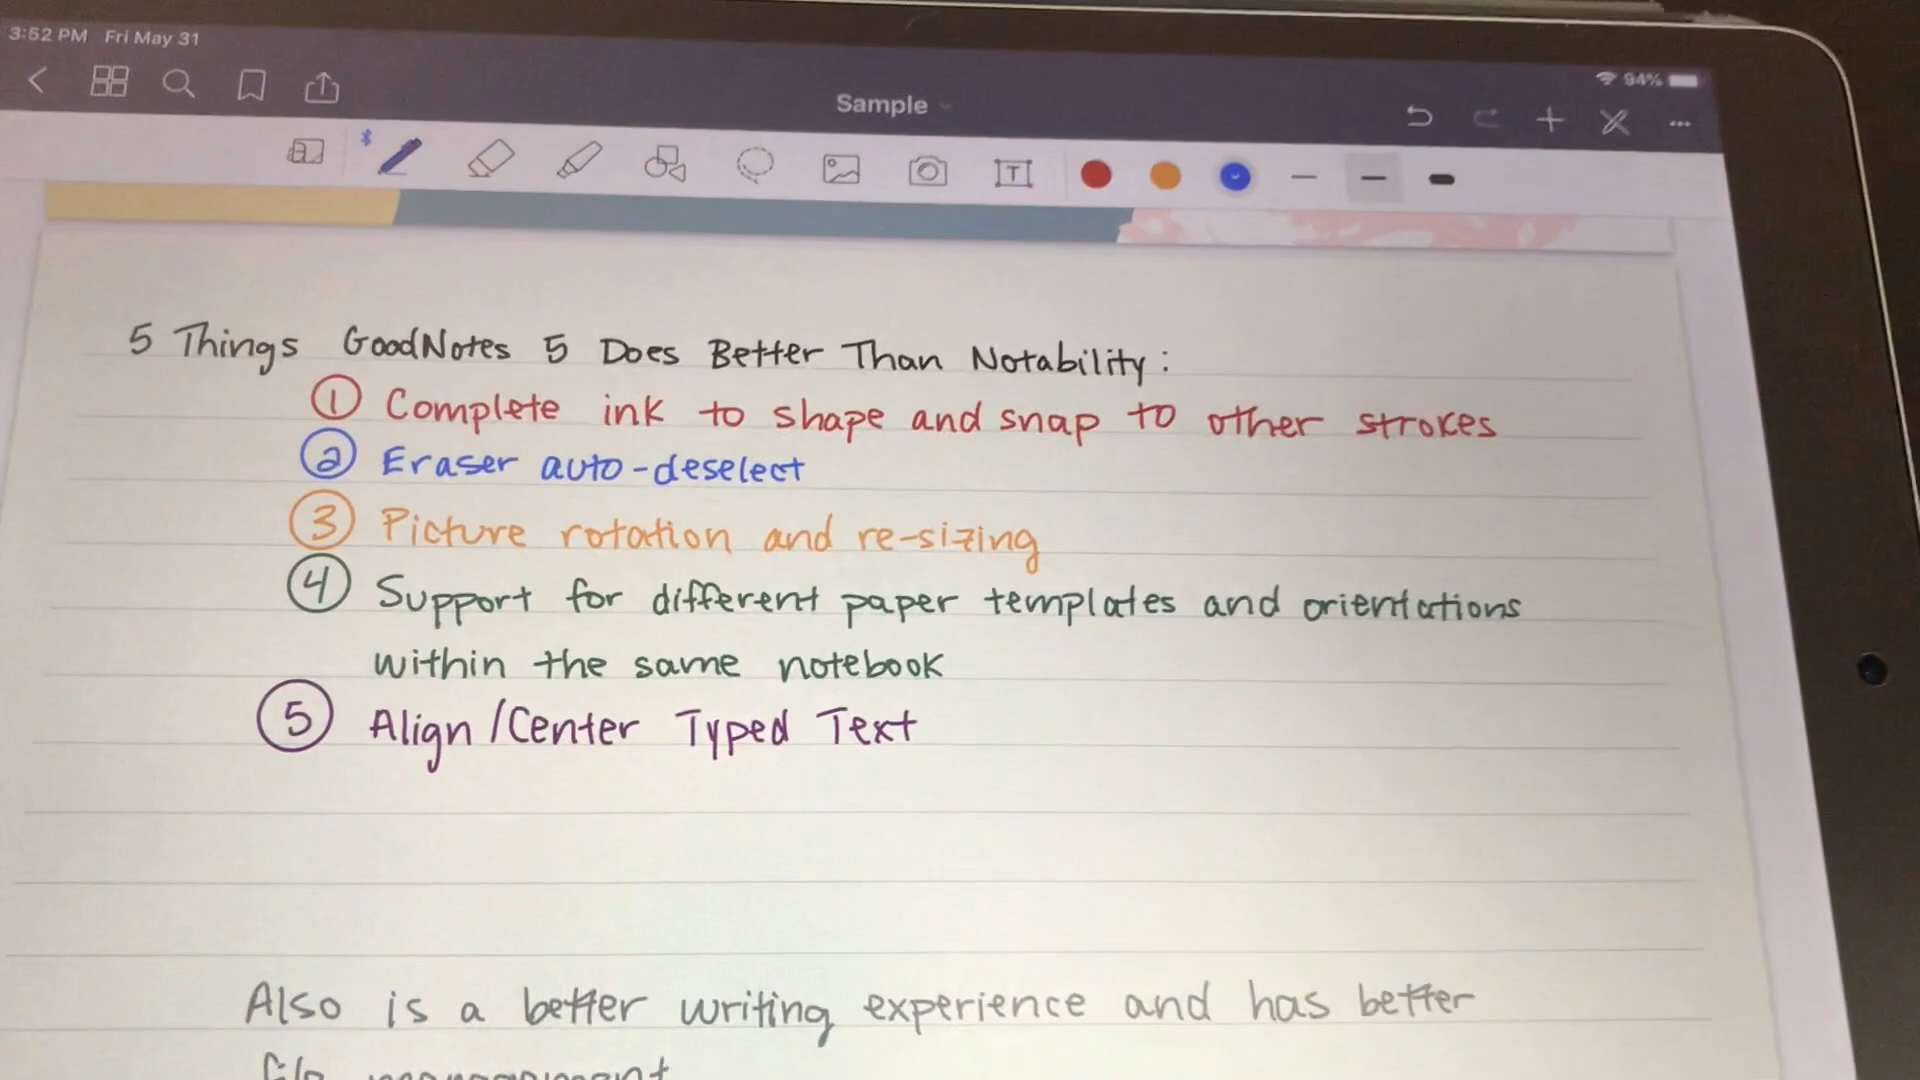 3:52 PM Fri May 31
94%
Sample
T
5 Things GoodNotes 5 Does Better Than Notability:
① Complete ink to shape and snap to other strokes
② Eraser auto-deselect
③ Picture rotation and re-sizing
④ Support for different paper templates and orientations
within the same notebook
⑤ Align/Center Typed Text
Also is a better writing experience and has better
file management